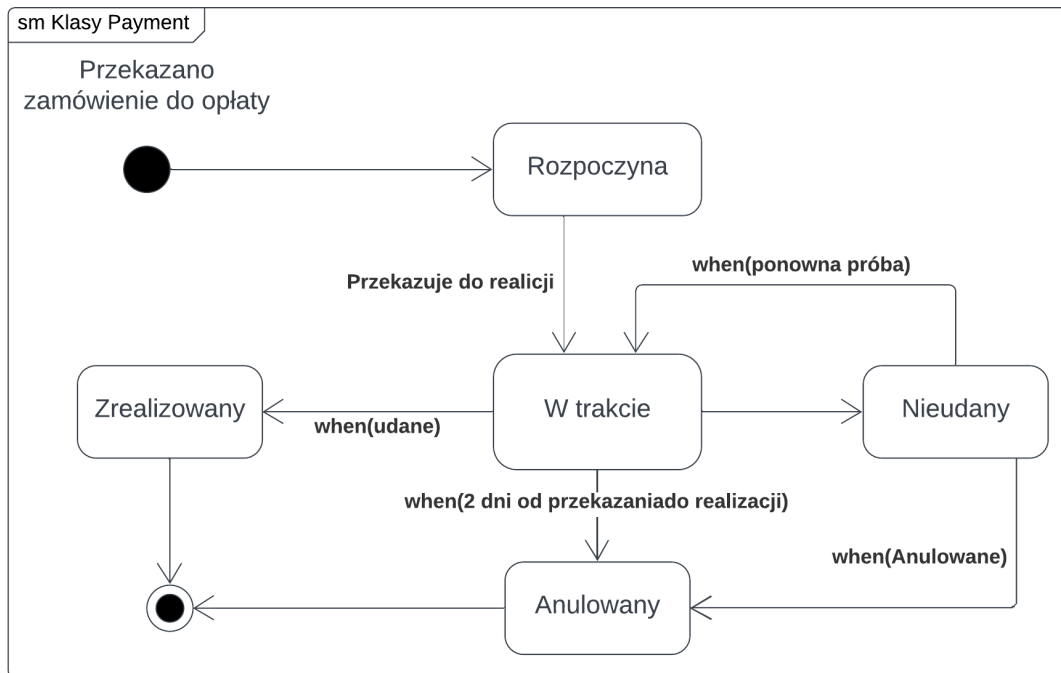 sm Klasy Payment
Przekazano
zamówienie do opłaty
Rozpoczyna
when(ponowna próba)
Przekazuje do realicji
Zrealizowany
W trakcie
Nieudany
when(udane)
when(2 dni od przekazaniado realizacji)
when(Anulowane)
Anulowany